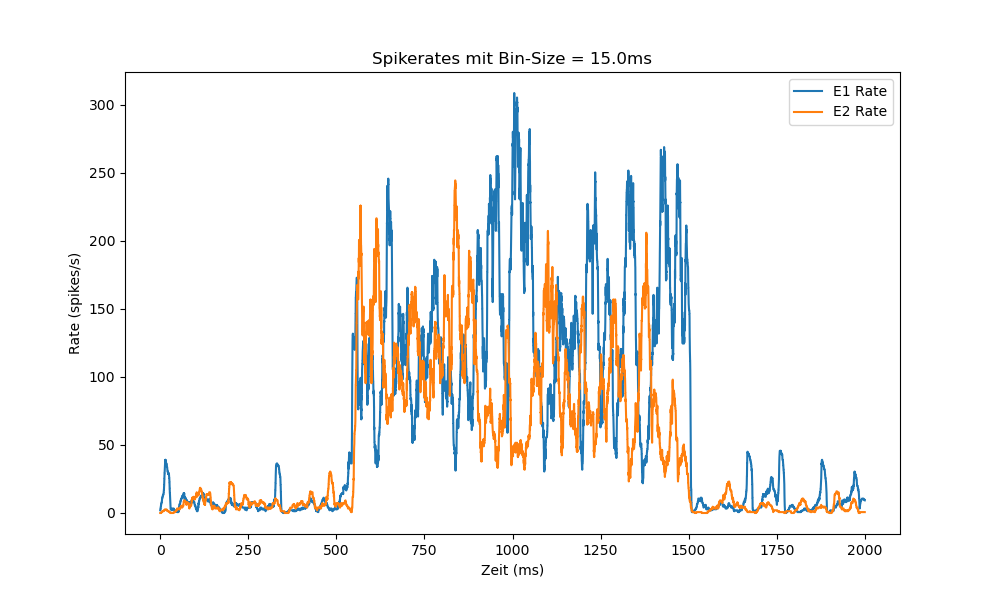 Spikerates mit Bin-Size = 15.0ms
E1 Rate
E2 Rate
300
250
200
150
100
50
0
Rate (spikes/s)
0 250 500 750 1000 1250 1500 1750 2000
Zeit (ms)